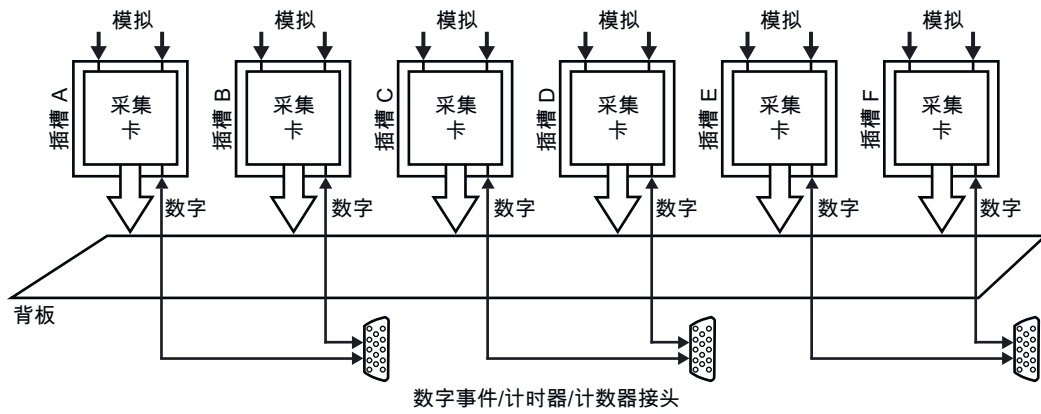 模拟
模拟
模拟
模拟
模拟
模拟
插槽 A
采集
卡
插槽 B
采集
卡
插槽 C
采集
卡
插槽 D
采集
卡
插槽 E
采集
卡
插槽 F
采集
卡
数字
数字
数字
数字
数字
数字
背板
数字事件/计时器/计数器接头